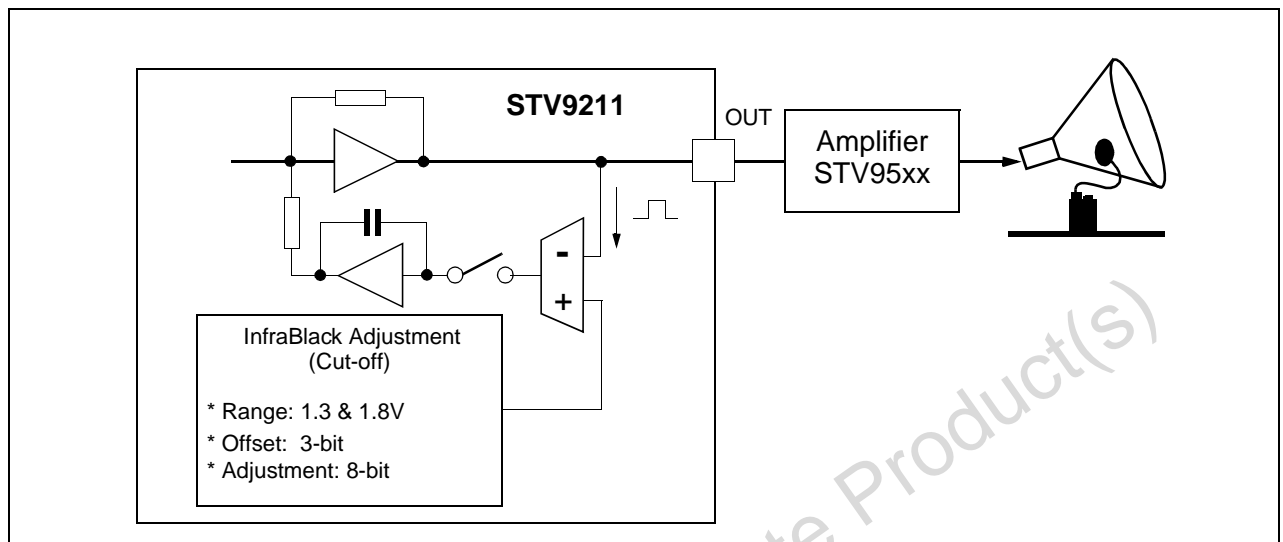 STV9211
OUT
Amplifier
STV95xx
-
+
InfraBlack Adjustment
(Cut-off)
* Range: 1.3 & 1.8V
* Offset: 3-bit
* Adjustment: 8-bit
te Product(s)